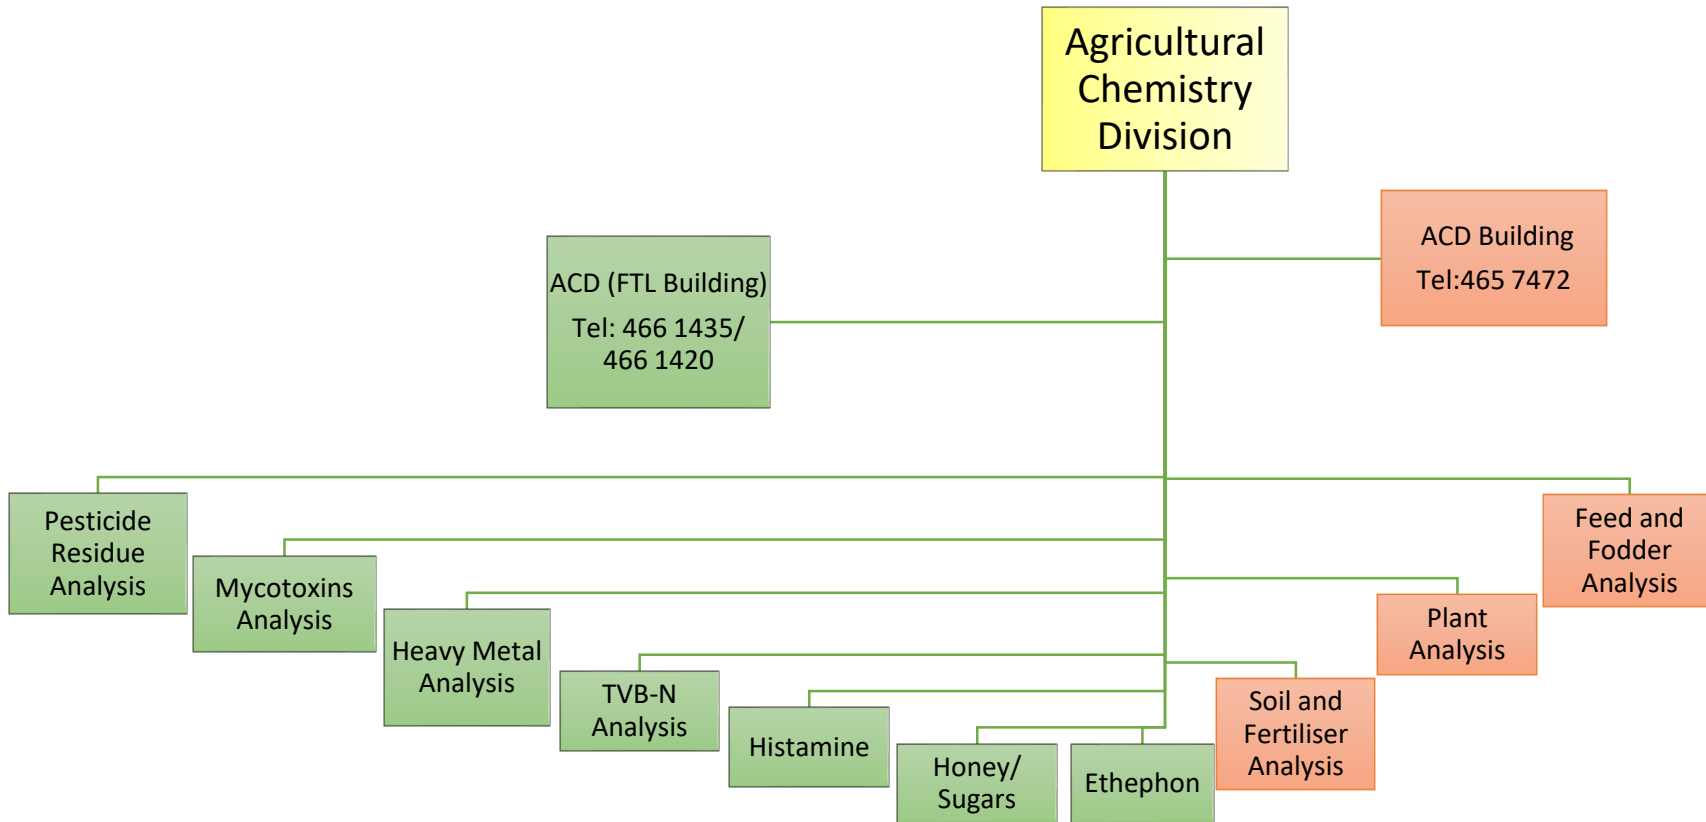 Agricultural
Chemistry
Division
ACD (FTL Building)
Tel: 466 1435/
466 1420
ACD Building
Tel:465 7472
Pesticide
Residue
Analysis
Mycotoxins
Analysis
Heavy Metal
Analysis
TVB-N
Analysis
Histamine
Honey/
Sugars
Ethephon
Soil and
Fertiliser
Analysis
Plant
Analysis
Feed and
Fodder
Analysis